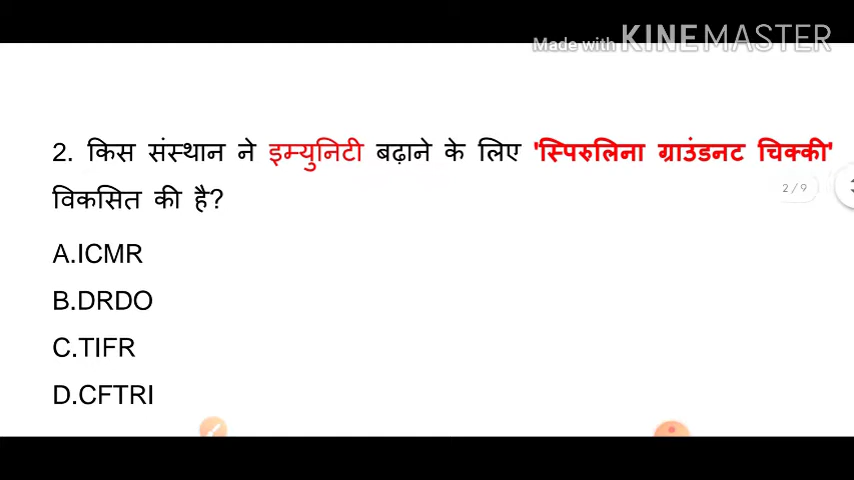 Made with KINEMASTER
2. किस संस्थान ने इम्युनिटी बढ़ाने के लिए 'स्पिरुलिना ग्राउंडनट चिक्की'
विकसित की है?
2/9
A.ICMR
B.DRDO
C.TIFR
D.CFTRI